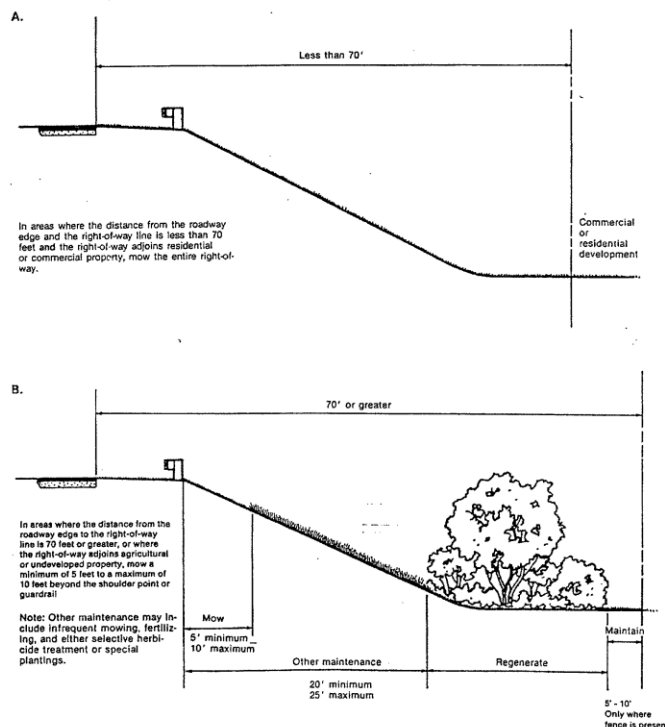 A.
Less than 70'
In areas where the distance from the roadway
edge and the right-of-way line is less than 70
feet and the right-of-way adjoins residential
or commercial property, mow the entire right-of-
way.
Commercial
or
residential
development
B.
70' or greater
In areas where the distance from the
roadway edge to the right-of-way
line is 70 feet or greater, or where
the right-of-way adjoins agricultural
or undeveloped property, mow a
minimum of 5 feet to a maximum of
10 feet beyond the shoulder point or
guardrail
Note: Other maintenance may in-
clude infrequent mowing, fertiliz-
ing, and either selective herbi-
cide treatment or special
plantings.
Mow
5' minimum
10' maximum
Other maintenance
20' minimum
25' maximum
Regenerate
Maintain
5' - 10'
Only where
fence is present